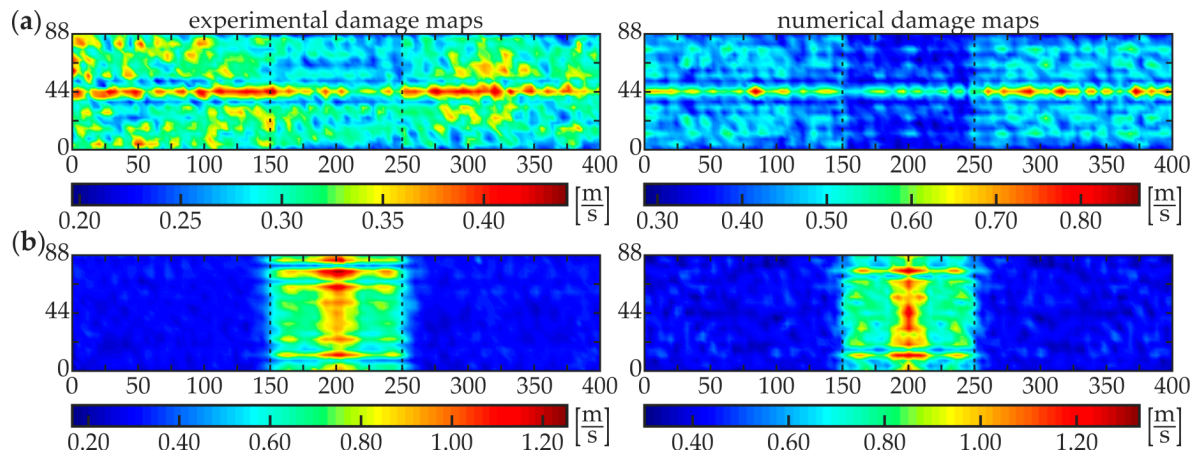 (a) experimental damage maps numerical damage maps
88 88
44 44
0 0
0 50 100 150 200 250 300 350 400 0 50 100 150 200 250 300 350 400
0.20 0.25 0.30 0.35 0.40 [m/s] 0.30 0.40 0.50 0.60 0.70 0.80 [m/s]
(b)
88 88
44 44
0 0
0 50 100 150 200 250 300 350 400 0 50 100 150 200 250 300 350 400
0.20 0.40 0.60 0.80 1.00 1.20 [m/s] 0.40 0.60 0.80 1.00 1.20 [m/s]